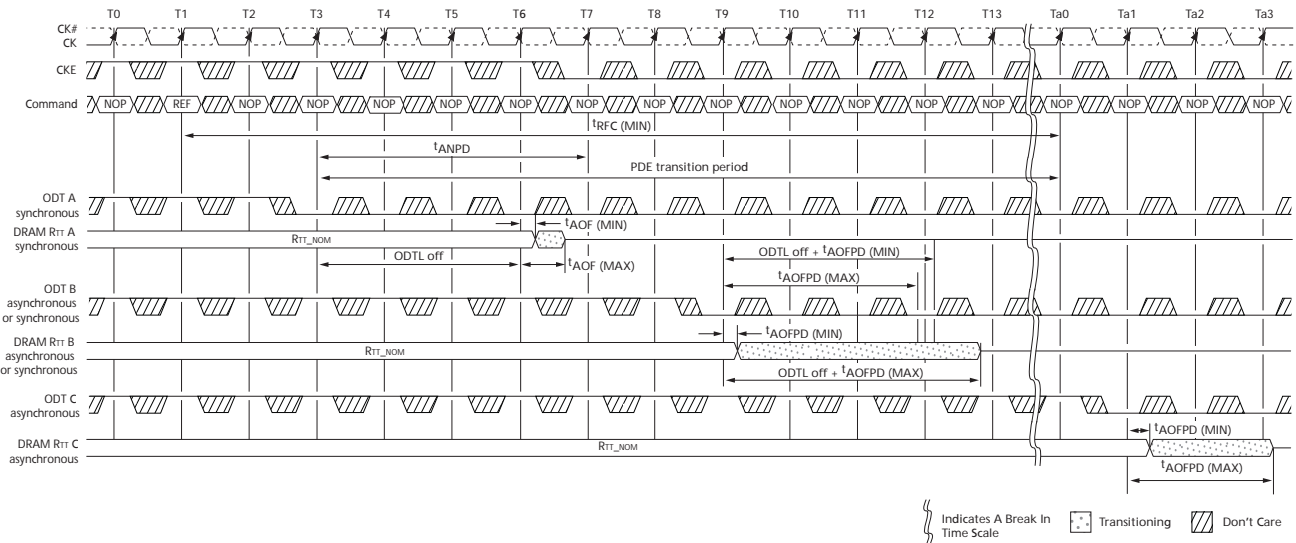 T0 T1 T2 T3 T4 T5 T6 T7 T8 T9 T10 T11 T12 T13 Ta0 Ta1 Ta2 Ta3
CK#
CK
CKE
Command NOP REF NOP NOP NOP NOP NOP NOP NOP NOP NOP NOP NOP NOP NOP NOP NOP NOP
tRFC (MIN)
tANPD
PDE transition period
ODT A
synchronous
tAOF (MIN)
DRAM RTT A
synchronous
RTT_NOM
ODTL off
tAOF (MAX)
ODTL off + tAOFPD (MIN)
tAOFPD (MAX)
ODT B
asynchronous
or synchronous
tAOFPD (MIN)
DRAM RTT B
asynchronous
or synchronous
RTT_NOM
ODTL off + tAOFPD (MAX)
ODT C
asynchronous
tAOFPD (MIN)
DRAM RTT C
asynchronous
RTT_NOM
tAOFPD (MAX)
Indicates A Break In
Time Scale
Transitioning
Don't Care